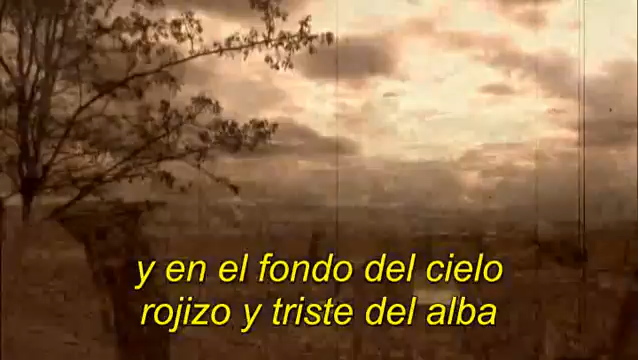 y en el fondo del cielo
rojizo y triste del alba